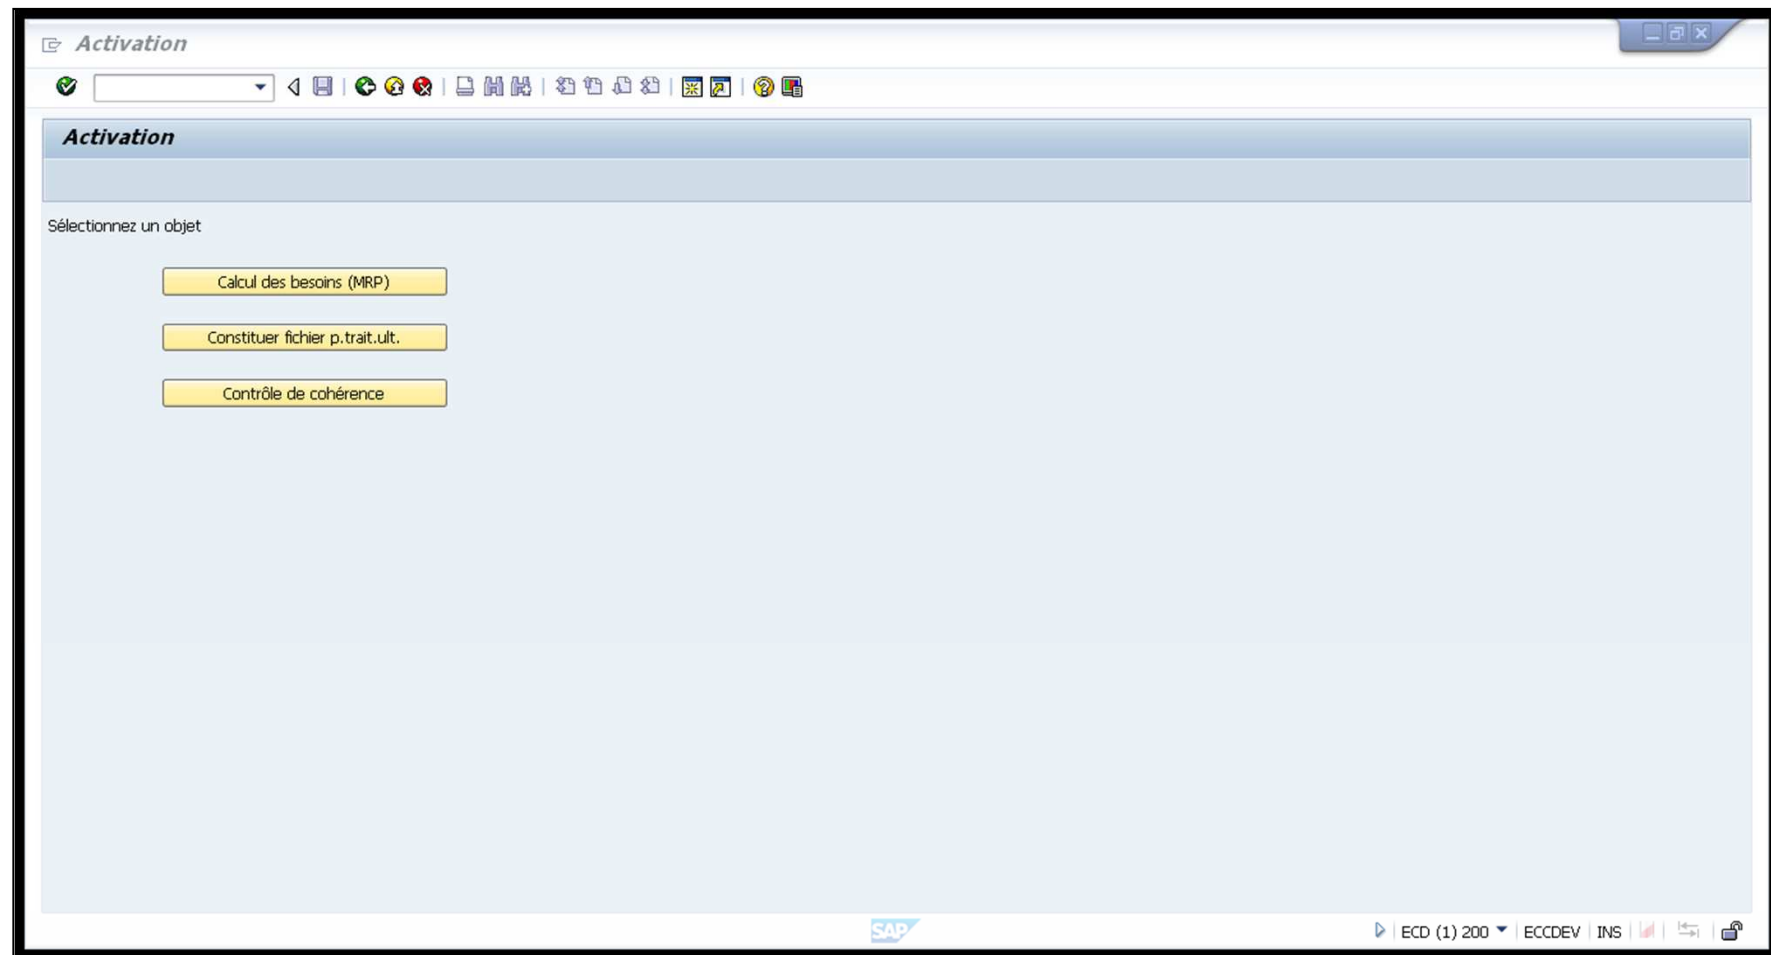 Activation
Activation
Sélectionnez un objet
Calcul des besoins (MRP)
Constituer fichier p.trait.ult.
Contrôle de cohérence
SAP
ECD (1) 200
ECCDEV
INS